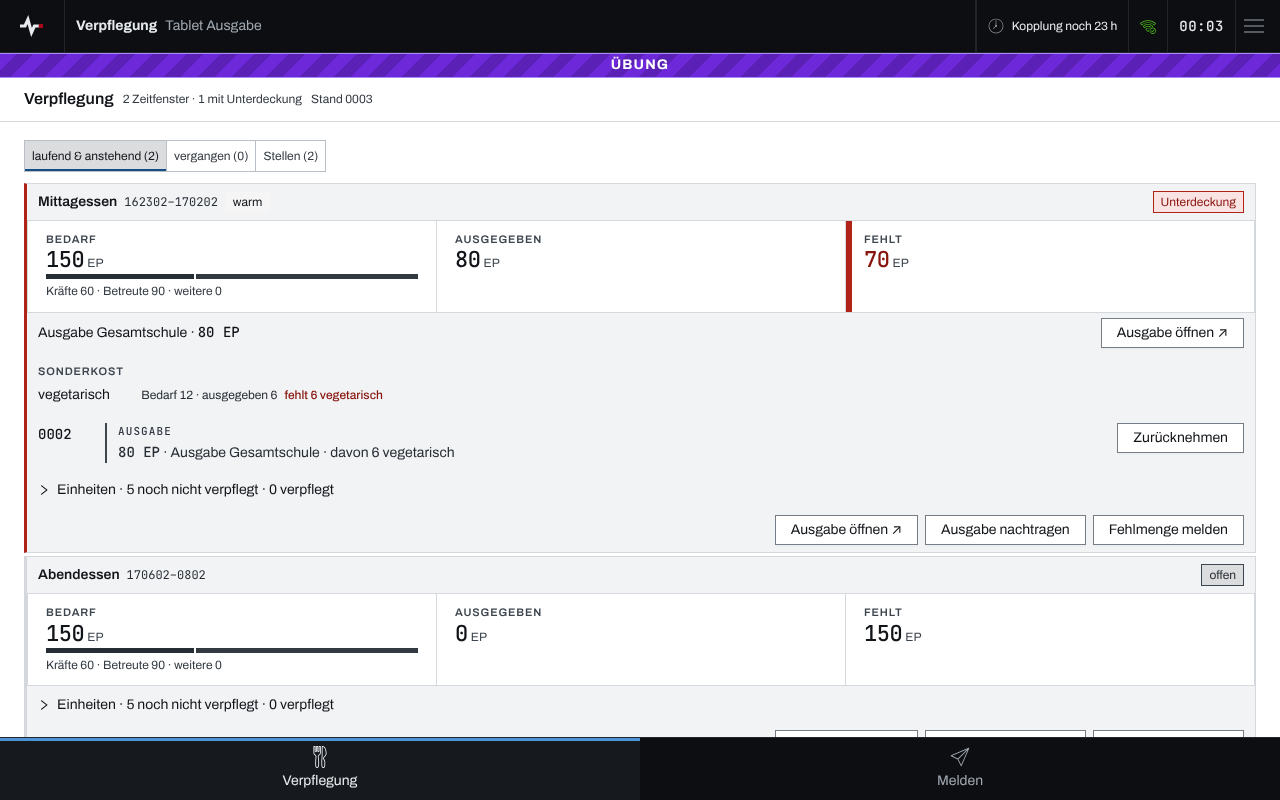 Verpflegung Tablet Ausgabe
Kopplung noch 23 h
00:03
ÜBUNG
Verpflegung 2 Zeitfenster · 1 mit Unterdeckung Stand 0003
laufend & anstehend (2) vergangen (0) Stellen (2)
Mittagessen 162302–170202 warm Unterdeckung
BEDARF AUSGEGEBEN FEHLT
150 EP 80 EP 70 EP
Kräfte 60 · Betreute 90 · weitere 0
Ausgabe Gesamtschule · 80 EP Ausgabe öffnen ↗
SONDERKOST
vegetarisch Bedarf 12 · ausgegeben 6 fehlt 6 vegetarisch
0002 AUSGABE Zurücknehmen
80 EP · Ausgabe Gesamtschule · davon 6 vegetarisch
Einheiten · 5 noch nicht verpflegt · 0 verpflegt
Ausgabe öffnen ↗ Ausgabe nachtragen Fehlmenge melden
Abendessen 170602–0802 offen
BEDARF AUSGEGEBEN FEHLT
150 EP 0 EP 150 EP
Kräfte 60 · Betreute 90 · weitere 0
Einheiten · 5 noch nicht verpflegt · 0 verpflegt
Verpflegung Melden